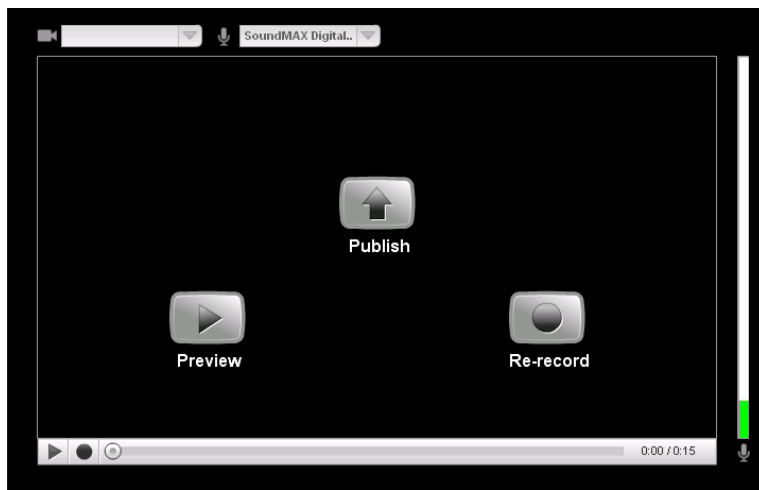 SoundMAX Digital..
Publish
Preview
Re-record
0:00 / 0:15